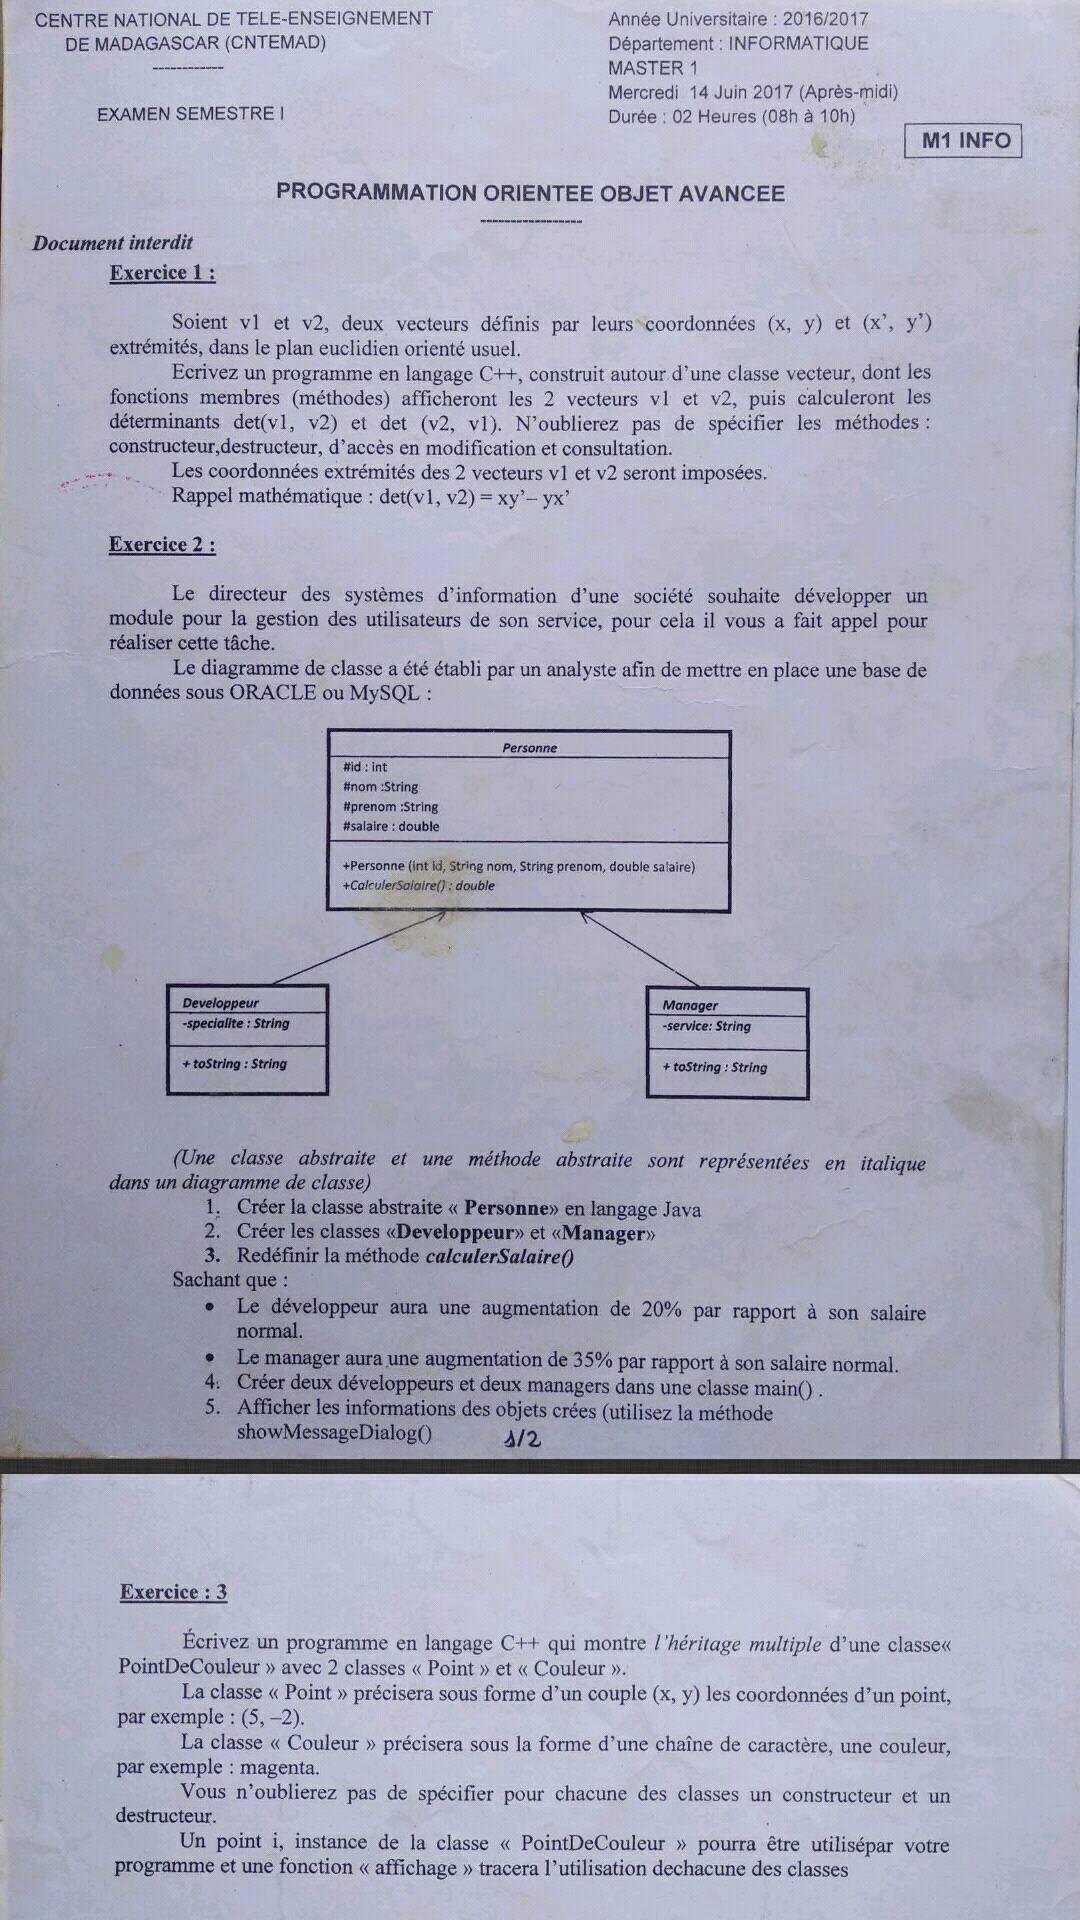 CENTRE NATIONAL DE TELE-ENSEIGNEMENT
DE MADAGASCAR (CNTEMAD)
------------
EXAMEN SEMESTRE I
Année Universitaire : 2016/2017
Département : INFORMATIQUE
MASTER 1
Mercredi 14 Juin 2017 (Après-midi)
Durée : 02 Heures (08h à 10h)
M1 INFO
PROGRAMMATION ORIENTEE OBJET AVANCEE
-----------------
Document interdit
Exercice 1 :
Soient v1 et v2, deux vecteurs définis par leurs coordonnées (x, y) et (x’, y’)
extrémités, dans le plan euclidien orienté usuel.
Ecrivez un programme en langage C++, construit autour d’une classe vecteur, dont les
fonctions membres (méthodes) afficheront les 2 vecteurs v1 et v2, puis calculeront les
déterminants det(v1, v2) et det (v2, v1). N’oublierez pas de spécifier les méthodes :
constructeur,destructeur, d’accès en modification et consultation.
Les coordonnées extrémités des 2 vecteurs v1 et v2 seront imposées.
Rappel mathématique : det(v1, v2) = xy’– yx’
Exercice 2 :
Le directeur des systèmes d’information d’une société souhaite développer un
module pour la gestion des utilisateurs de son service, pour cela il vous a fait appel pour
réaliser cette tâche.
Le diagramme de classe a été établi par un analyste afin de mettre en place une base de
données sous ORACLE ou MySQL :
Personne
#id : int
#nom :String
#prenom :String
#salaire : double
+Personne (int id, String nom, String prenom, double salaire)
+CalculerSalaire() : double
Developpeur
-specialite : String
+ toString : String
Manager
-service: String
+ toString : String
(Une classe abstraite et une méthode abstraite sont représentées en italique
dans un diagramme de classe)
1. Créer la classe abstraite « Personne» en langage Java
2. Créer les classes «Developpeur» et «Manager»
3. Redéfinir la méthode calculerSalaire()
Sachant que :
• Le développeur aura une augmentation de 20% par rapport à son salaire
normal.
• Le manager aura une augmentation de 35% par rapport à son salaire normal.
4. Créer deux développeurs et deux managers dans une classe main() .
5. Afficher les informations des objets crées (utilisez la méthode
showMessageDialog()
1/2
Exercice : 3
Écrivez un programme en langage C++ qui montre l’héritage multiple d’une classe«
PointDeCouleur » avec 2 classes « Point » et « Couleur ».
La classe « Point » précisera sous forme d’un couple (x, y) les coordonnées d’un point,
par exemple : (5, –2).
La classe « Couleur » précisera sous la forme d’une chaîne de caractère, une couleur,
par exemple : magenta.
Vous n’oublierez pas de spécifier pour chacune des classes un constructeur et un
destructeur.
Un point i, instance de la classe « PointDeCouleur » pourra être utilisépar votre
programme et une fonction « affichage » tracera l’utilisation dechacune des classes